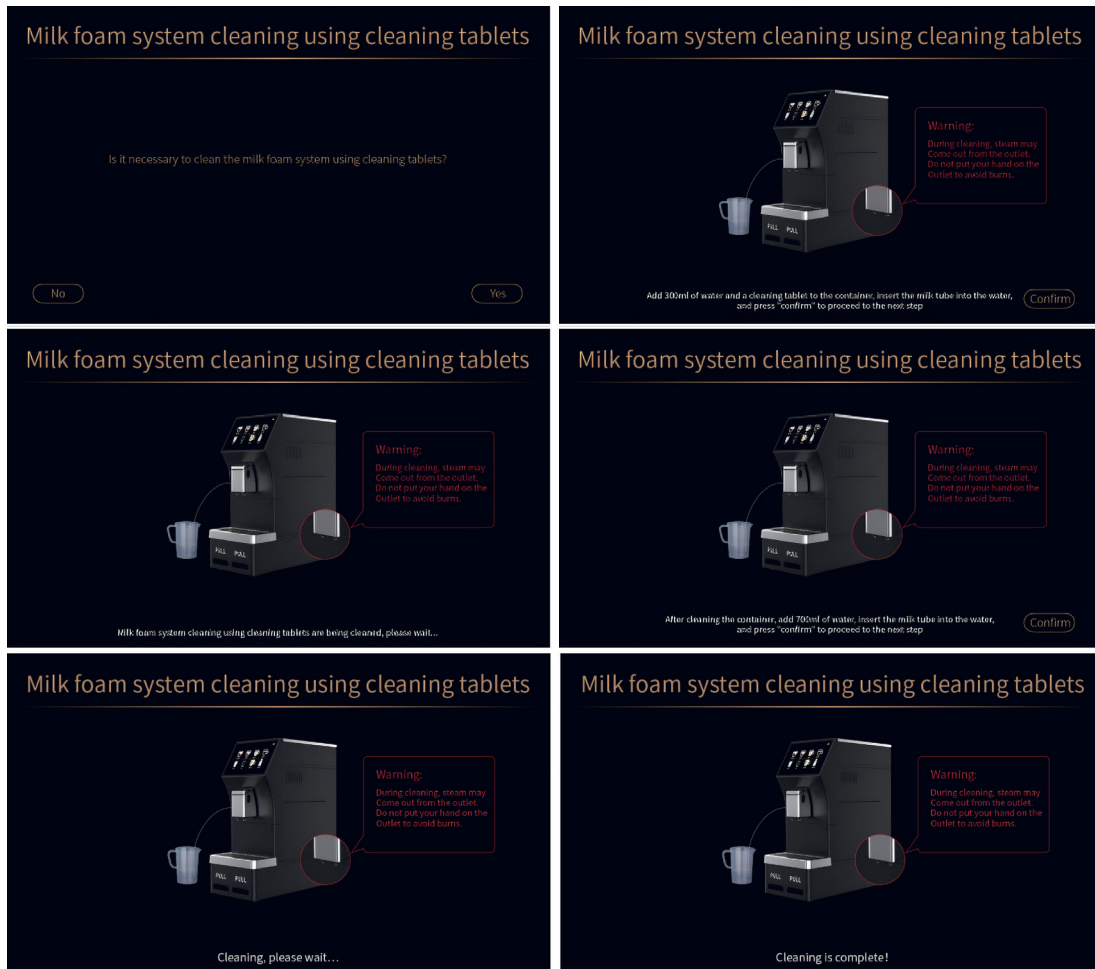 Milk foam system cleaning using cleaning tablets
Is it necessary to clean the milk foam system using cleaning tablets?
No
Yes
Milk foam system cleaning using cleaning tablets
Warning:
During cleaning, steam may
Come out from the outlet.
Do not put your hand on the
Outlet to avoid burns.
PULL PULL
Add 300ml of water and a cleaning tablet to the container, insert the milk tube into the water,
and press "confirm" to proceed to the next step
Confirm
Milk foam system cleaning using cleaning tablets
Warning:
During cleaning, steam may
Come out from the outlet.
Do not put your hand on the
Outlet to avoid burns.
PULL PULL
Milk foam system cleaning using cleaning tablets are being cleaned, please wait...
Milk foam system cleaning using cleaning tablets
Warning:
During cleaning, steam may
Come out from the outlet.
Do not put your hand on the
Outlet to avoid burns.
PULL PULL
After cleaning the container, add 700ml of water, insert the milk tube into the water,
and press "confirm" to proceed to the next step
Confirm
Milk foam system cleaning using cleaning tablets
Warning:
During cleaning, steam may
Come out from the outlet.
Do not put your hand on the
Outlet to avoid burns.
PULL PULL
Cleaning, please wait...
Milk foam system cleaning using cleaning tablets
Warning:
During cleaning, steam may
Come out from the outlet.
Do not put your hand on the
Outlet to avoid burns.
PULL PULL
Cleaning is complete!